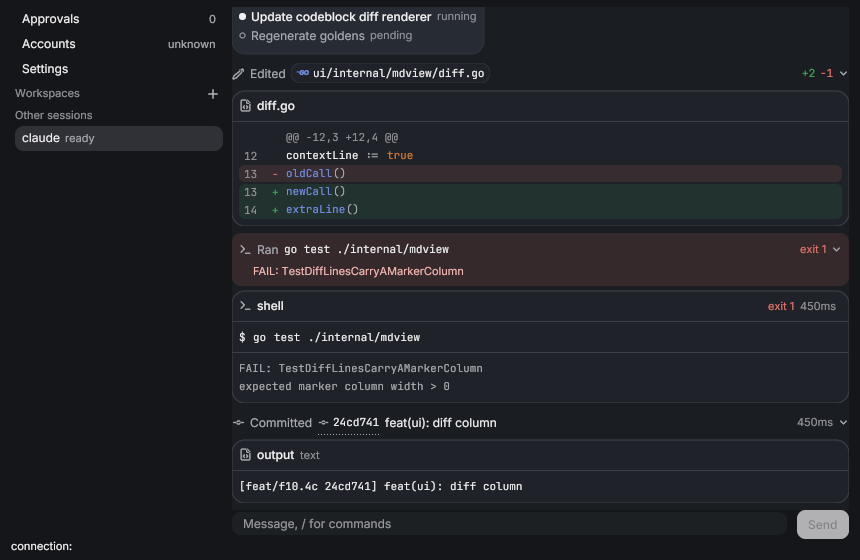 Approvals 0
Accounts unknown
Settings
Workspaces +
Other sessions
claude ready
connection:
Update codeblock diff renderer running
Regenerate goldens pending
Edited GO ui/internal/mdview/diff.go +2 -1
diff.go
@@ -12,3 +12,4 @@
12 contextLine := true
13 - oldCall()
13 + newCall()
14 + extraLine()
Ran go test ./internal/mdview exit 1
FAIL: TestDiffLinesCarryAMarkerColumn
shell exit 1 450ms
$ go test ./internal/mdview
FAIL: TestDiffLinesCarryAMarkerColumn
expected marker column width > 0
Committed 24cd741 feat(ui): diff column 450ms
output text
[feat/f10.4c 24cd741] feat(ui): diff column
Message, / for commands Send